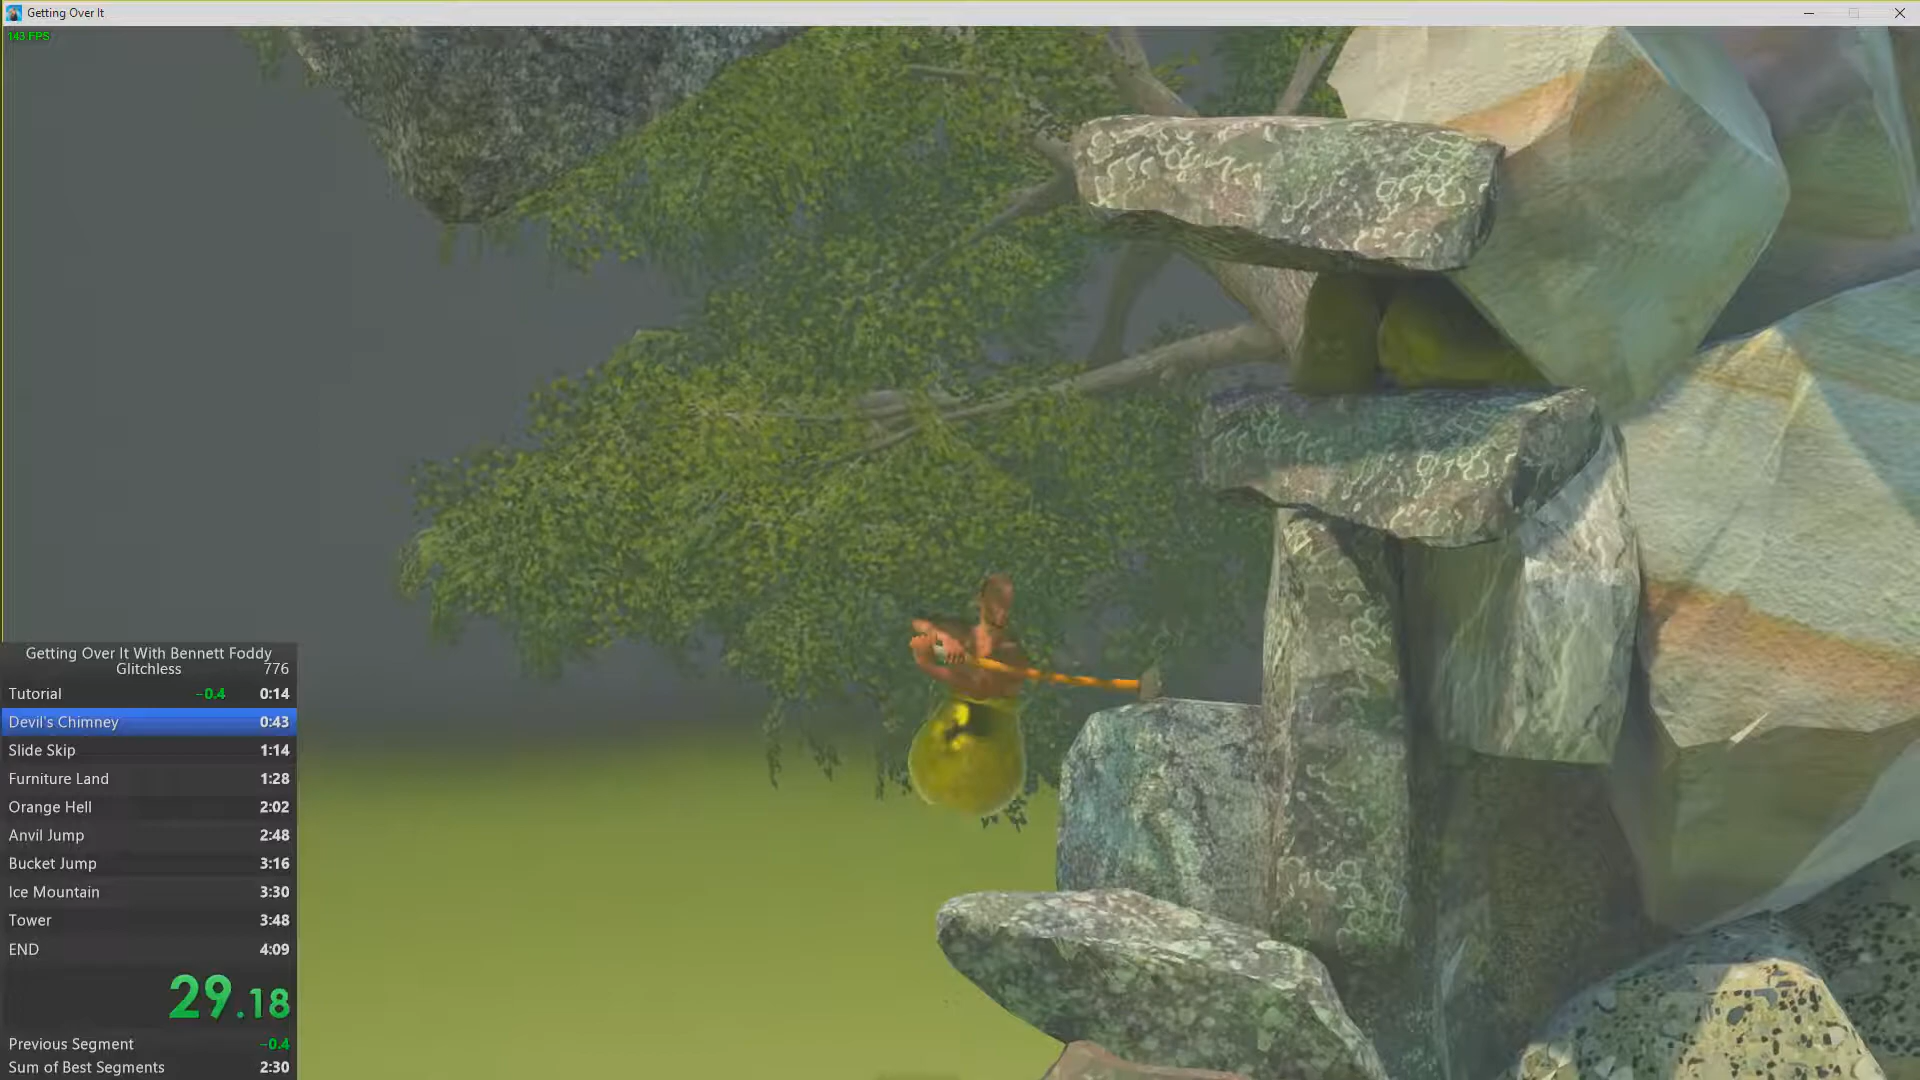 Getting Over It
143 FPS
Getting Over It With Bennett Foddy
Glitchless 776
Tutorial -0.4 0:14
Devil's Chimney 0:43
Slide Skip 1:14
Furniture Land 1:28
Orange Hell 2:02
Anvil Jump 2:48
Bucket Jump 3:16
Ice Mountain 3:30
Tower 3:48
END 4:09
29.18
Previous Segment -0.4
Sum of Best Segments 2:30